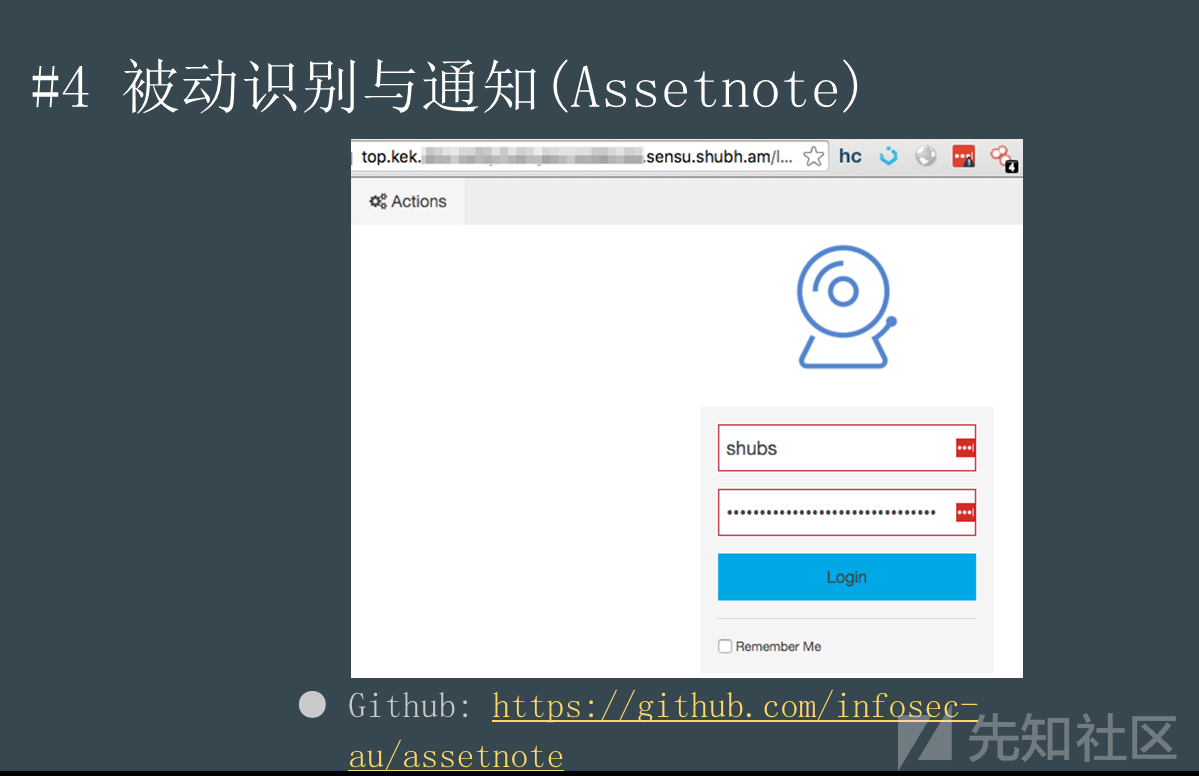 #4 被动识别与通知(Assetnote)
top.kek.
.sensu.shubh.am/l...
hc
4
Actions
shubs
••••••••••••••••••••••••••••••••
Login
Remember Me
Github: https://github.com/infosec-
au/assetnote
先知社区